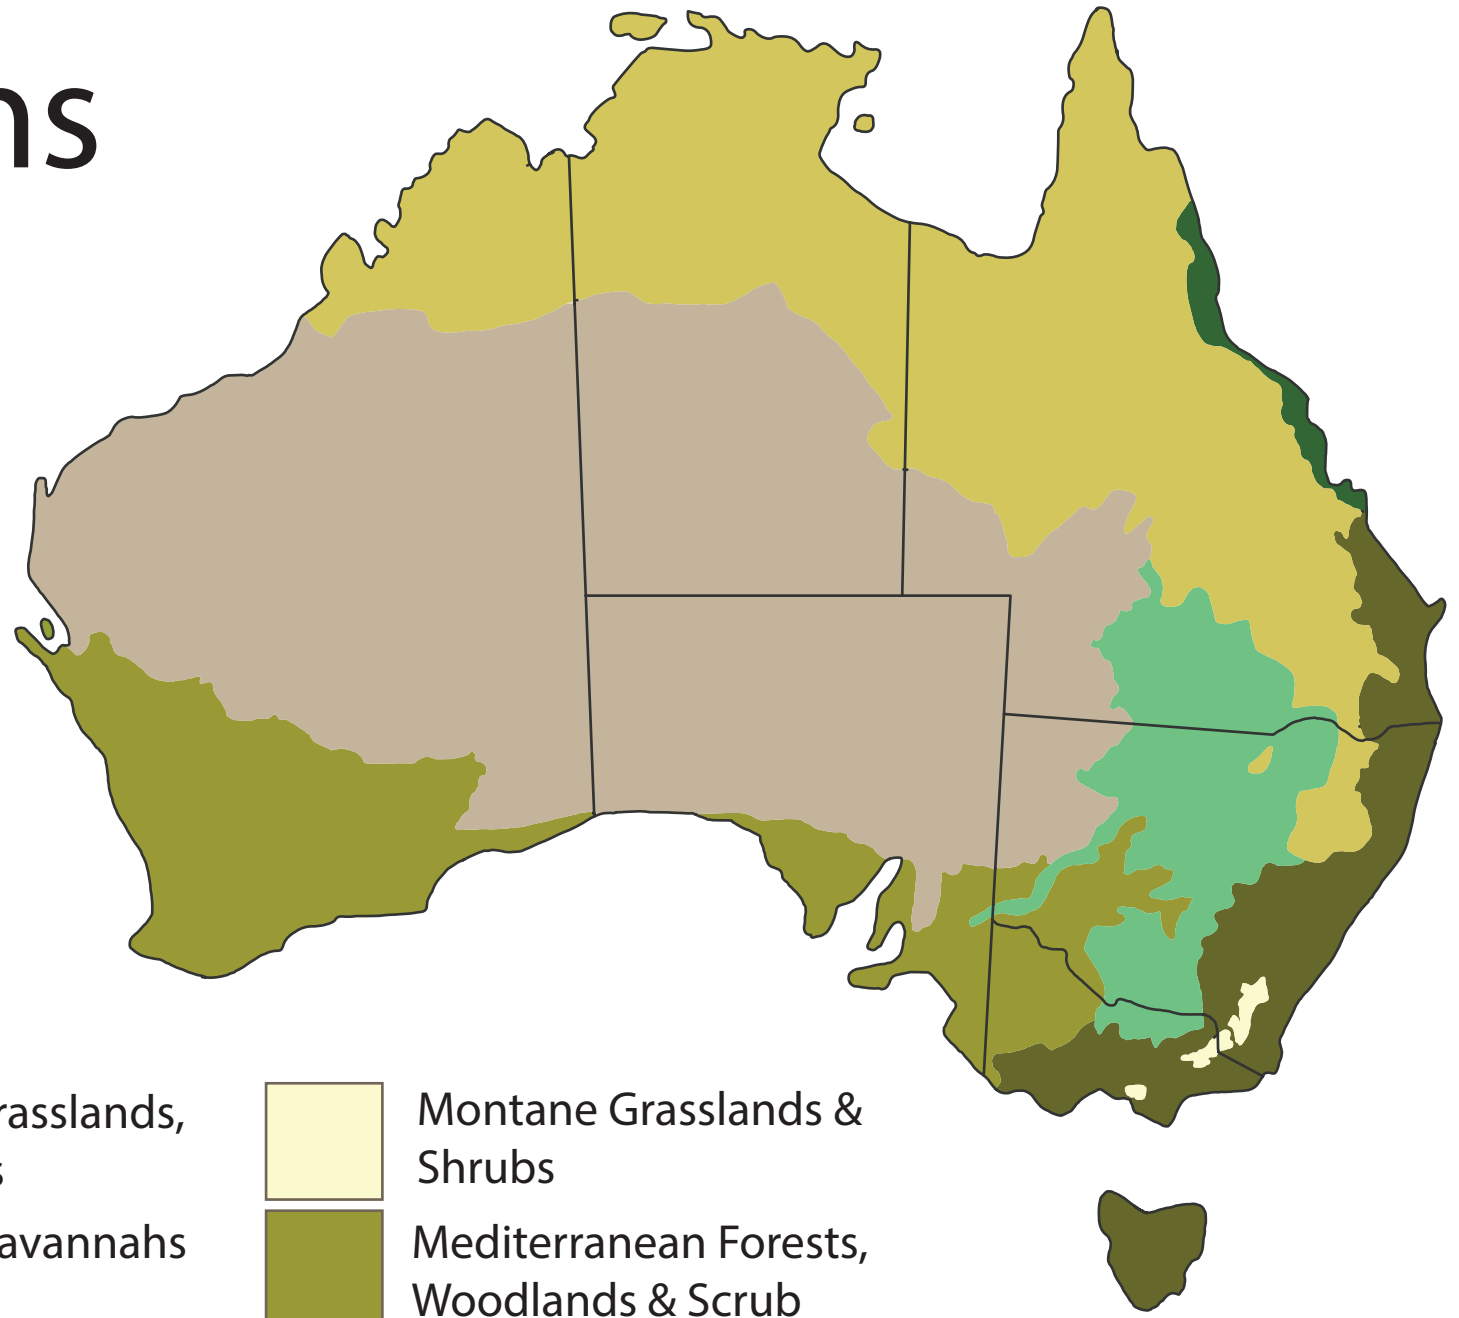 ns
rasslands,
s
avannahs
Montane Grasslands &
Shrubs
Mediterranean Forests,
Woodlands & Scrub